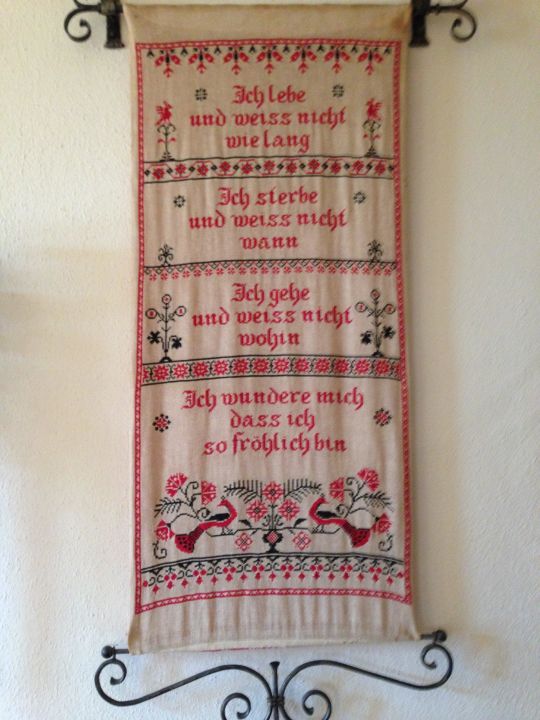 Ich lebe
und weiss nicht
wie lang
Ich sterbe
und weiss nicht
wann
Ich gehe
und weiss nicht
wohin
Ich wundere mich
dass ich
so fröhlich bin